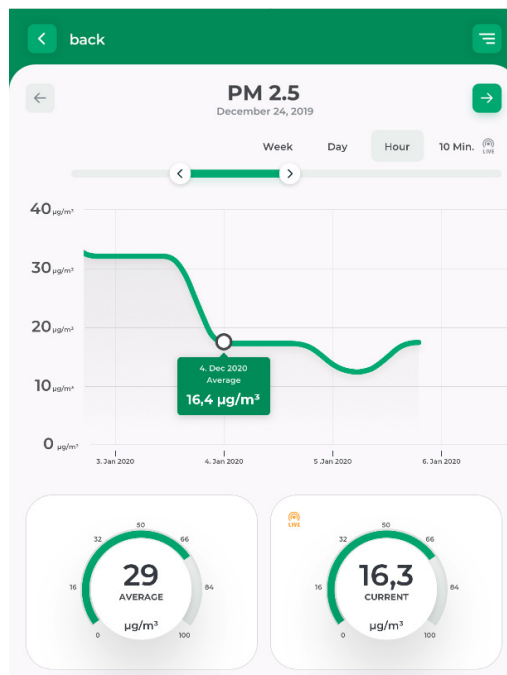 back
PM 2.5
December 24, 2019
Week Day Hour 10 Min. LIVE
40 µg/m³
30 µg/m³
20 µg/m³
4. Dec 2020
Average
16,4 µg/m³
10 µg/m³
0 µg/m³
3. Jan 2020 4. Jan 2020 5. Jan 2020 6. Jan 2020
50
32 66
16 84
29
AVERAGE
µg/m³
0 100
LIVE
50
32 66
16 84
16,3
CURRENT
µg/m³
0 100